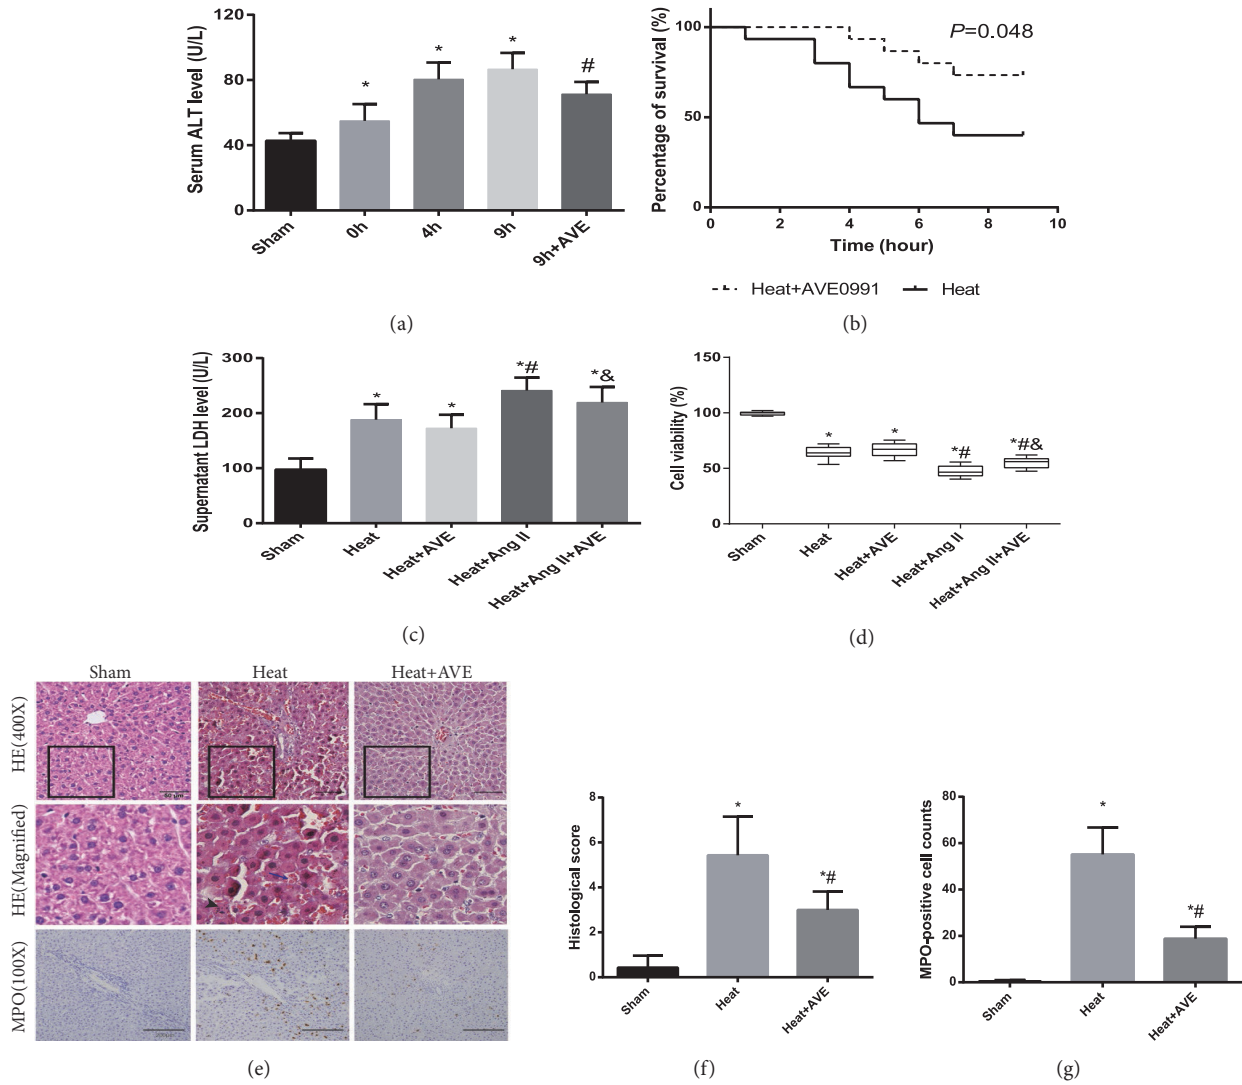 Serum ALT level (U/L)
120
80
40
0
*
*
*
#
Sham
0h
4h
9h
9h+AVE
(a)
Percentage of survival (%)
100
50
0
P=0.048
0 2 4 6 8 10
Time (hour)
Heat+AVE0991 Heat
(b)
Supernatant LDH level (U/L)
300
200
100
0
*
*
*#
*&
Sham
Heat
Heat+AVE
Heat+Ang II
Heat+Ang II+AVE
(c)
Cell viability (%)
150
100
50
0
*
*
*#
*#&
Sham
Heat
Heat+AVE
Heat+Ang II
Heat+Ang II+AVE
(d)
Sham Heat Heat+AVE
HE(400X)
HE(Magnified)
MPO(100X)
(e)
Histological score
8
6
4
2
0
*
*#
Sham
Heat
Heat+AVE
(f)
MPO-positive cell counts
80
60
40
20
0
*
*#
Sham
Heat
Heat+AVE
(g)